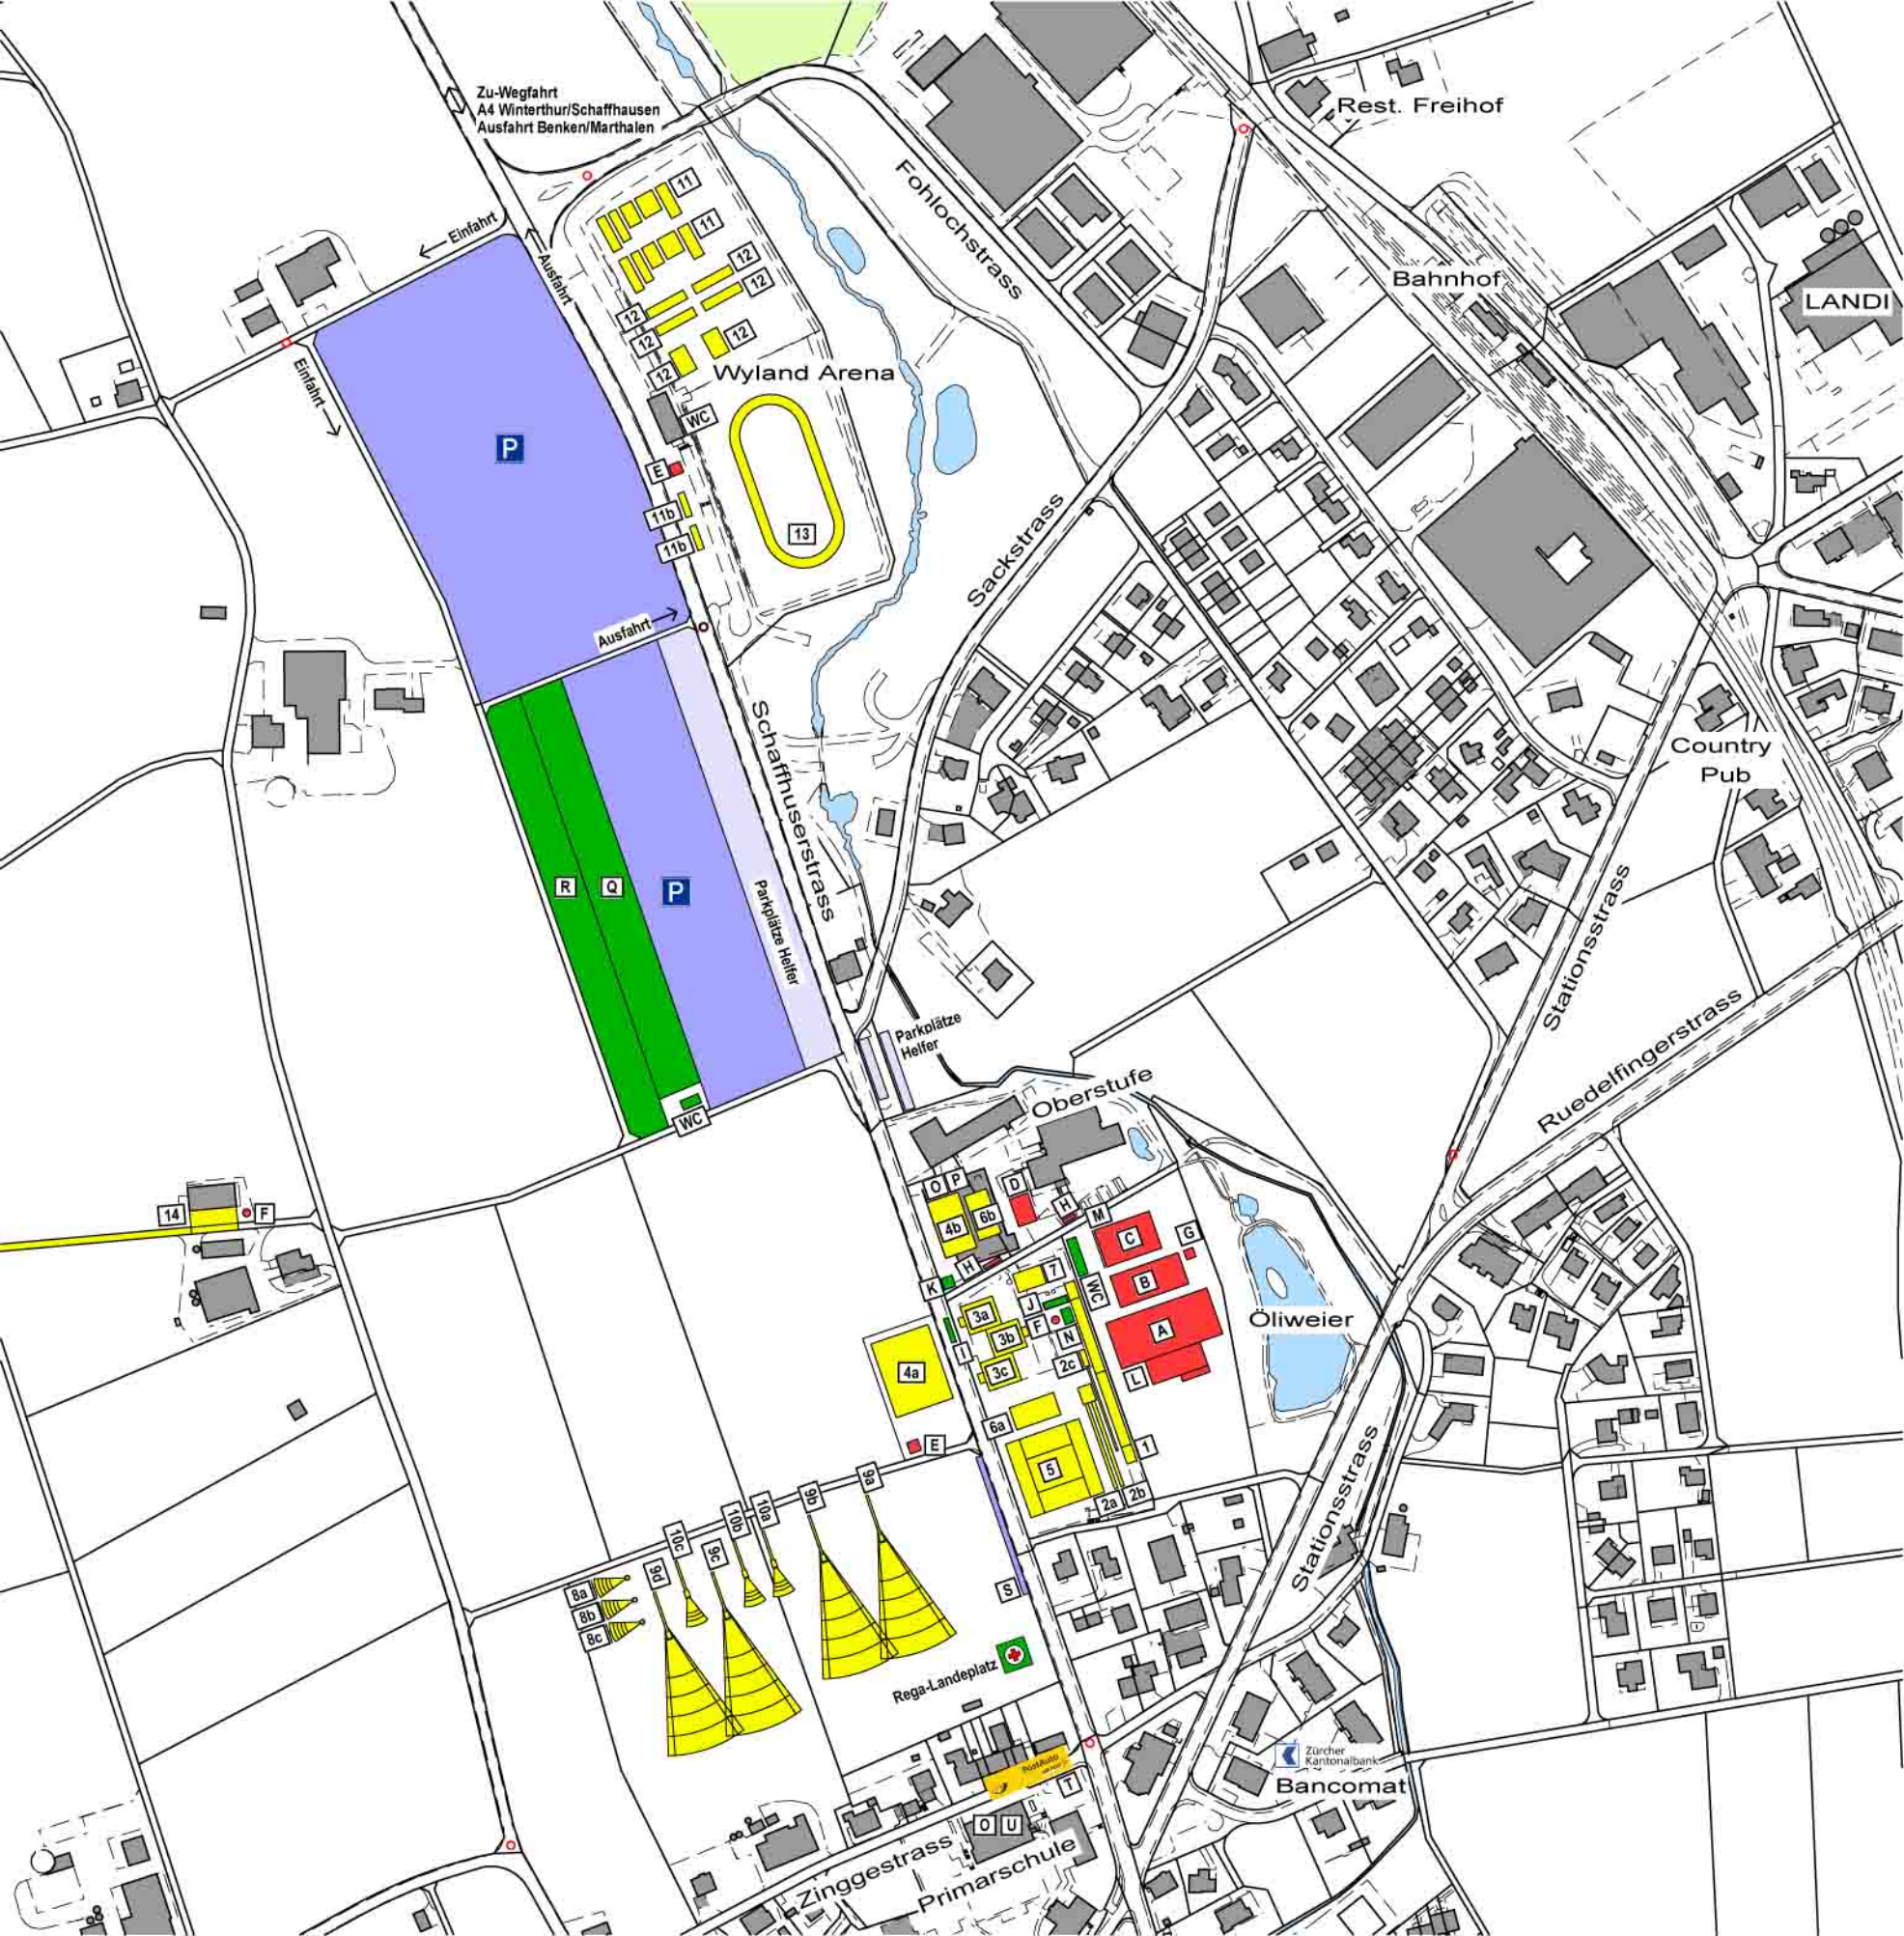 Zu-Wegfahrt
A4 Winterthur/Schaffhausen
Ausfahrt Benken/Marthalen
Rest. Freihof
Einfahrt
Ausfahrt
11
11
Fohlochstrass
12
12
Bahnhof
LANDI
12
12
12
12
Wyland Arena
Einfahrt
WC
P
E
11b
11b
13
Sackstrass
Ausfahrt
Schaffhuserstrass
Country
Pub
R
Q
P
Parkplätze Helfer
Stationsstrass
Parkplätze
Helfer
Ruedelfingerstrass
Oberstufe
WC
O
P
D
H
M
14
F
4b
6b
C
G
H
7
K
WC
B
J
3a
F
N
A
Öliweier
3b
I
2c
3c
L
4a
6a
E
1
5
2a
2b
9a
9b
10a
10b
10c
9c
9d
8a
8b
8c
S
Stationsstrass
Rega-Landeplatz
Zürcher
Kantonalbank
Bancomat
PostAuto
T
O
U
Zinggestrass
Primarschule